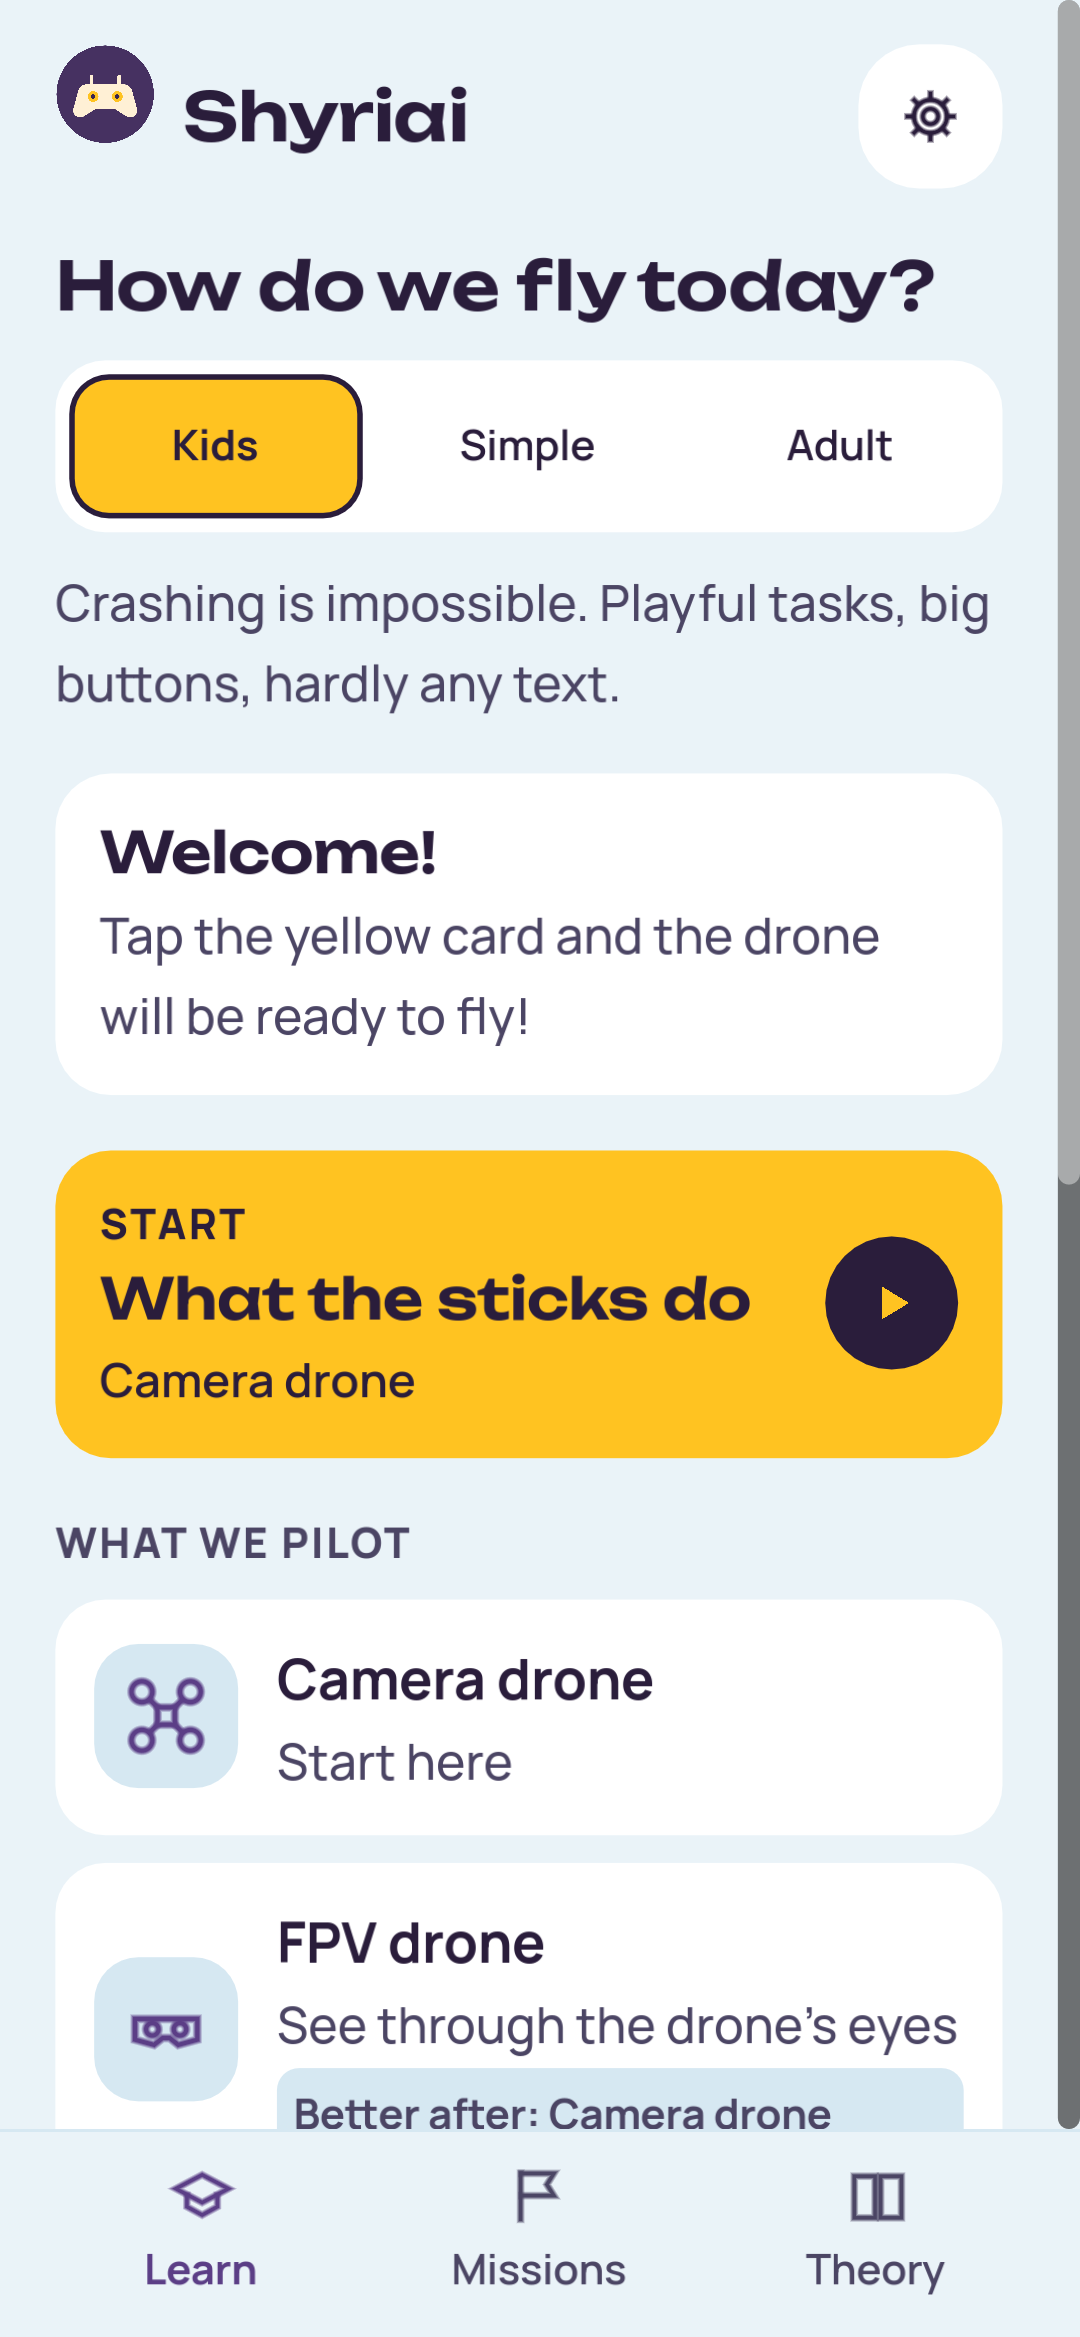 Shyriai
How do we fly today?
Kids
Simple
Adult
Crashing is impossible. Playful tasks, big
buttons, hardly any text.
Welcome!
Tap the yellow card and the drone
will be ready to fly!
START
What the sticks do
Camera drone
WHAT WE PILOT
Camera drone
Start here
FPV drone
See through the drone's eyes
Better after: Camera drone
Learn
Missions
Theory